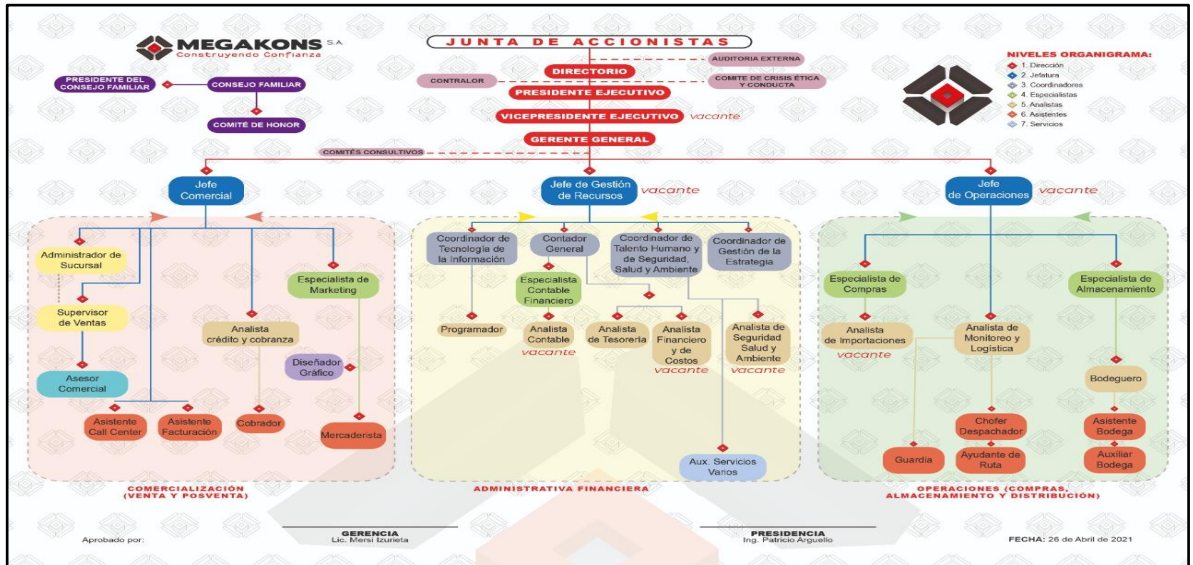 MEGAKONS S.A.
Construyendo Confianza
JUNTA DE ACCIONISTAS
AUDITORIA EXTERNA
DIRECTORIO
CONTRALOR
COMITE DE CRISIS ÉTICA
Y CONDUCTA
PRESIDENTE EJECUTIVO
VICEPRESIDENTE EJECUTIVO
vacante
GERENTE GENERAL
COMITÉS CONSULTIVOS
PRESIDENTE DEL
CONSEJO FAMILIAR
CONSEJO FAMILIAR
COMITÉ DE HONOR
NIVELES ORGANIGRAMA:
1. Dirección
2. Jefatura
3. Coordinadores
4. Especialistas
5. Analistas
6. Asistentes
7. Servicios
Jefe
Comercial
Jefe de Gestión
de Recursos
vacante
Jefe
de Operaciones
vacante
Administrador de
Sucursal
Supervisor
de Ventas
Asesor
Comercial
Asistente
Call Center
Asistente
Facturación
Analista
crédito y cobranza
Cobrador
Especialista de
Marketing
Diseñador
Gráfico
Mercaderista
COMERCIALIZACIÓN
(VENTA Y POSVENTA)
Coordinador de
Tecnología de
la Información
Contador
General
Coordinador de
Talento Humano y
de Seguridad,
Salud y Ambiente
Coordinador de
Gestión de la
Estrategia
Especialista
Contable
Financiero
Programador
Analista
Contable
vacante
Analista
de Tesorería
Analista
Financiero
y de
Costos
vacante
Analista de
Seguridad
Salud y
Ambiente
vacante
Aux. Servicios
Varios
ADMINISTRATIVA FINANCIERA
Especialista de
Compras
Especialista de
Almacenamiento
Analista
de Importaciones
vacante
Analista de
Monitoreo y
Logística
Bodeguero
Chofer
Despachador
Asistente
Bodega
Guardia
Ayudante de
Ruta
Auxiliar
Bodega
OPERACIONES (COMPRAS,
ALMACENAMIENTO Y DISTRIBUCIÓN)
Aprobado por:
GERENCIA
Lic. Mersi Izurieta
PRESIDENCIA
Ing. Patricio Arguello
FECHA: 26 de Abril de 2021